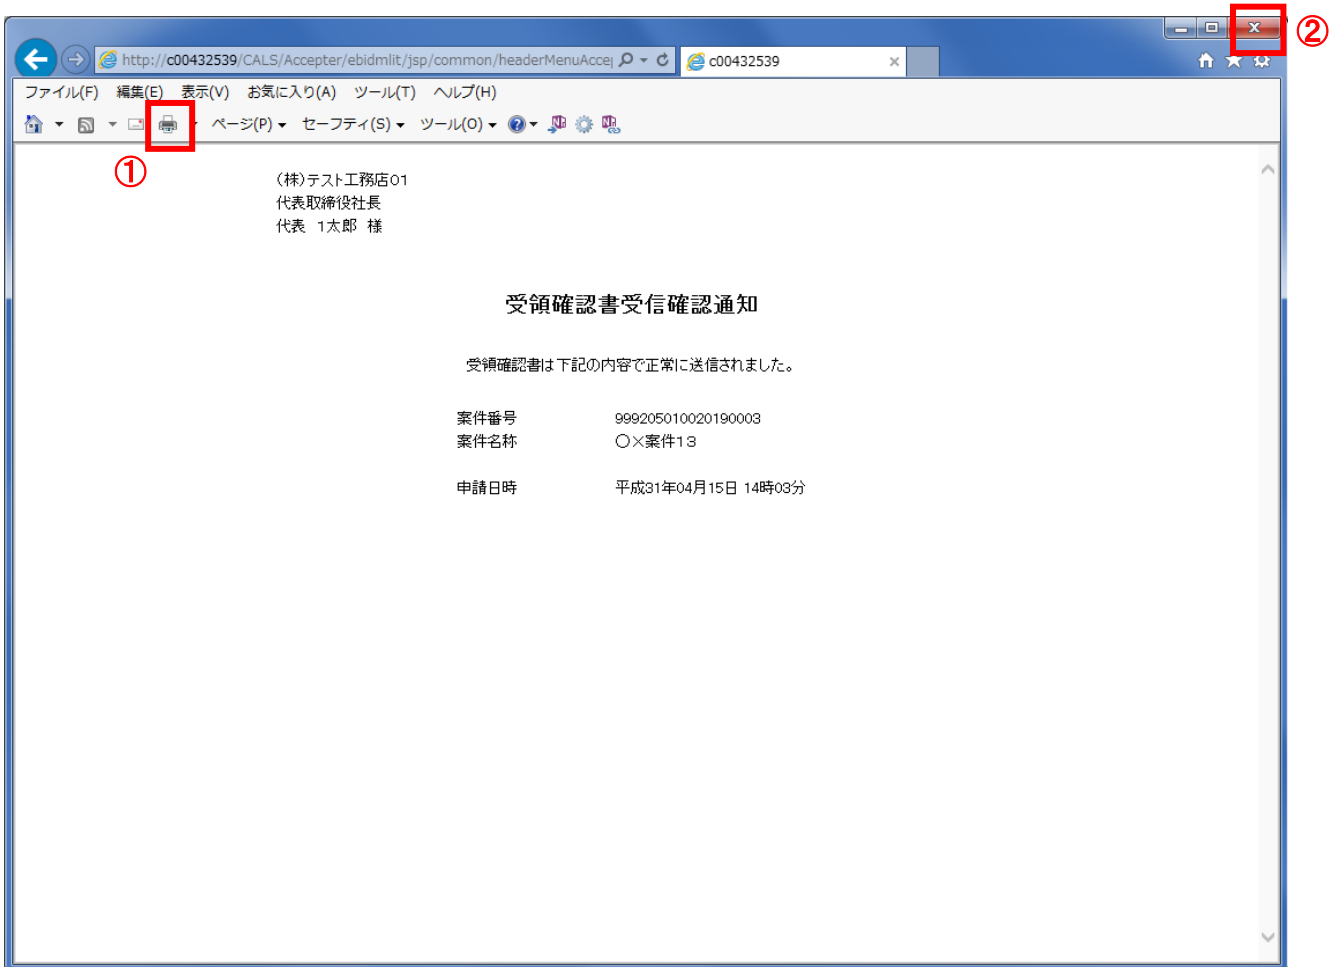 ②
http://c00432539/CALS/Accepter/ebidmlit/jsp/common/headerMenuAccep
c00432539
ファイル(F) 編集(E) 表示(V) お気に入り(A) ツール(T) ヘルプ(H)
ページ(P) セーフティ(S) ツール(O)
①
(株)テスト工務店01
代表取締役社長
代表 1太郎 様
受領確認書受信確認通知
受領確認書は下記の内容で正常に送信されました。
案件番号 999205010020190003
案件名称 〇×案件13
申請日時 平成31年04月15日 14時03分